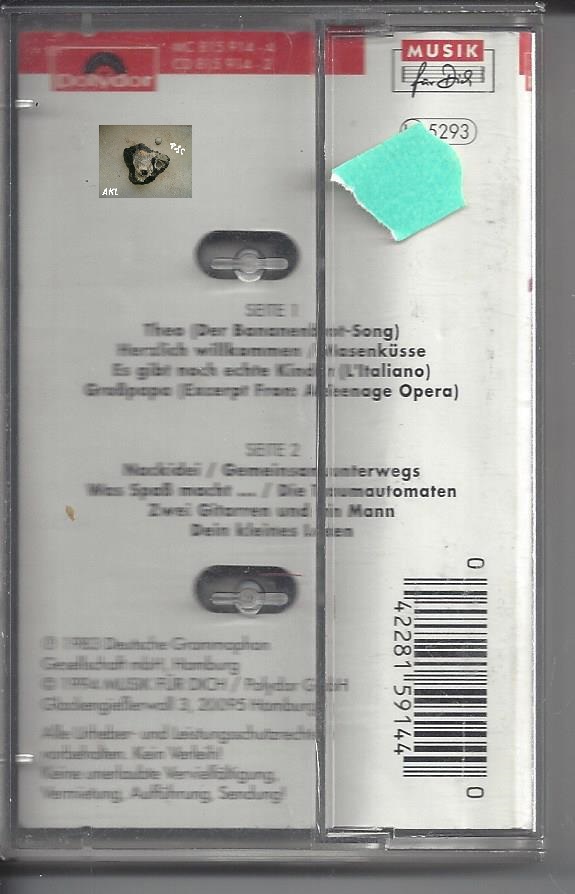 Polydor
MC 815 914 - 4
CD 815 914 - 2
MUSIK
für Dich
5293
AKL
SEITE 1
Theo (Der Bananenbrot-Song)
Herzlich willkommen / Nasenküsse
Es gibt noch echte Kinder (L'Italiano)
Großpapa (Excerpt From A Teenage Opera)
SEITE 2
Nackidei / Gemeinsam unterwegs
Was Spaß macht ... / Die Traumautomaten
Zwei Gitarren und ein Mann
Dein kleines Leben
℗ 1983 Deutsche Grammophon
Gesellschaft mbH, Hamburg
© 1994 MUSIK FÜR DICH / Polydor GmbH
Glockengießerwall 3, 20095 Hamburg
Alle Urheber- und Leistungsschutzrechte
vorbehalten. Kein Verleih!
Keine unerlaubte Vervielfältigung,
Vermietung, Aufführung, Sendung!
0 42281 59144 0